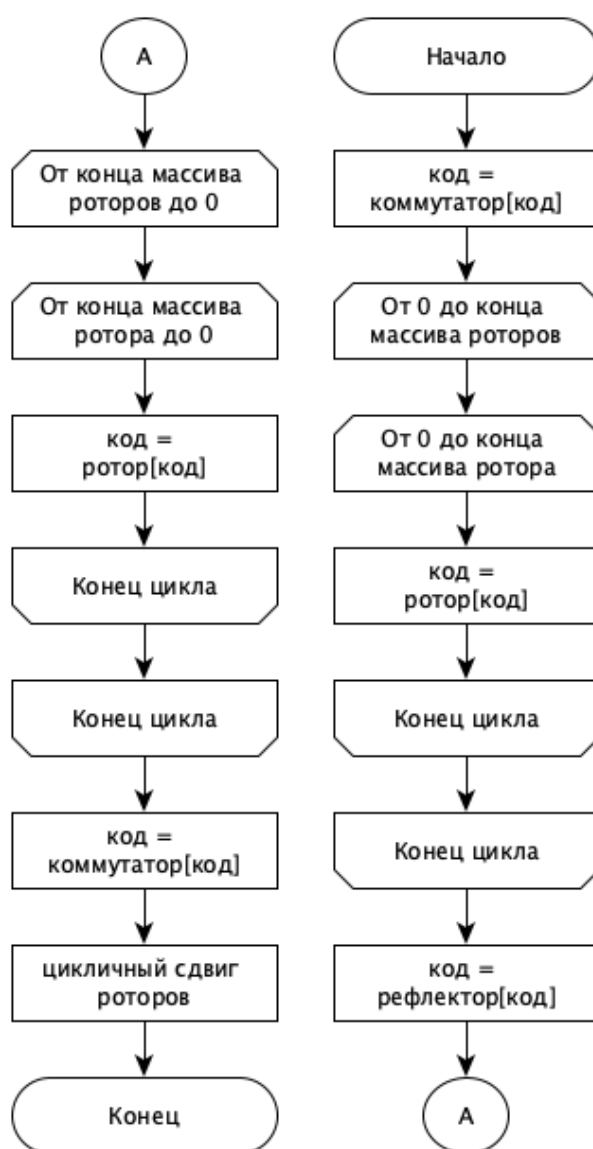 А
От конца массива
роторов до 0
От конца массива
ротора до 0
код =
ротор[код]
Конец цикла
Конец цикла
код =
коммутатор[код]
цикличный сдвиг
роторов
Конец
Начало
код =
коммутатор[код]
От 0 до конца
массива роторов
От 0 до конца
массива ротора
код =
ротор[код]
Конец цикла
Конец цикла
код =
рефлектор[код]
А